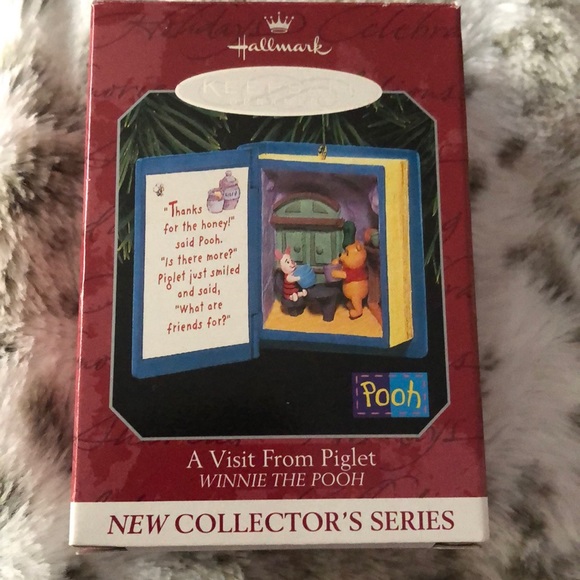 Hallmark
KEEPSAKE
"Thanks
for the honey!"
said Pooh.
"Is there more?"
Piglet just smiled
and said,
"What are
friends for?"
Pooh
A Visit From Piglet
WINNIE THE POOH
NEW COLLECTOR'S SERIES